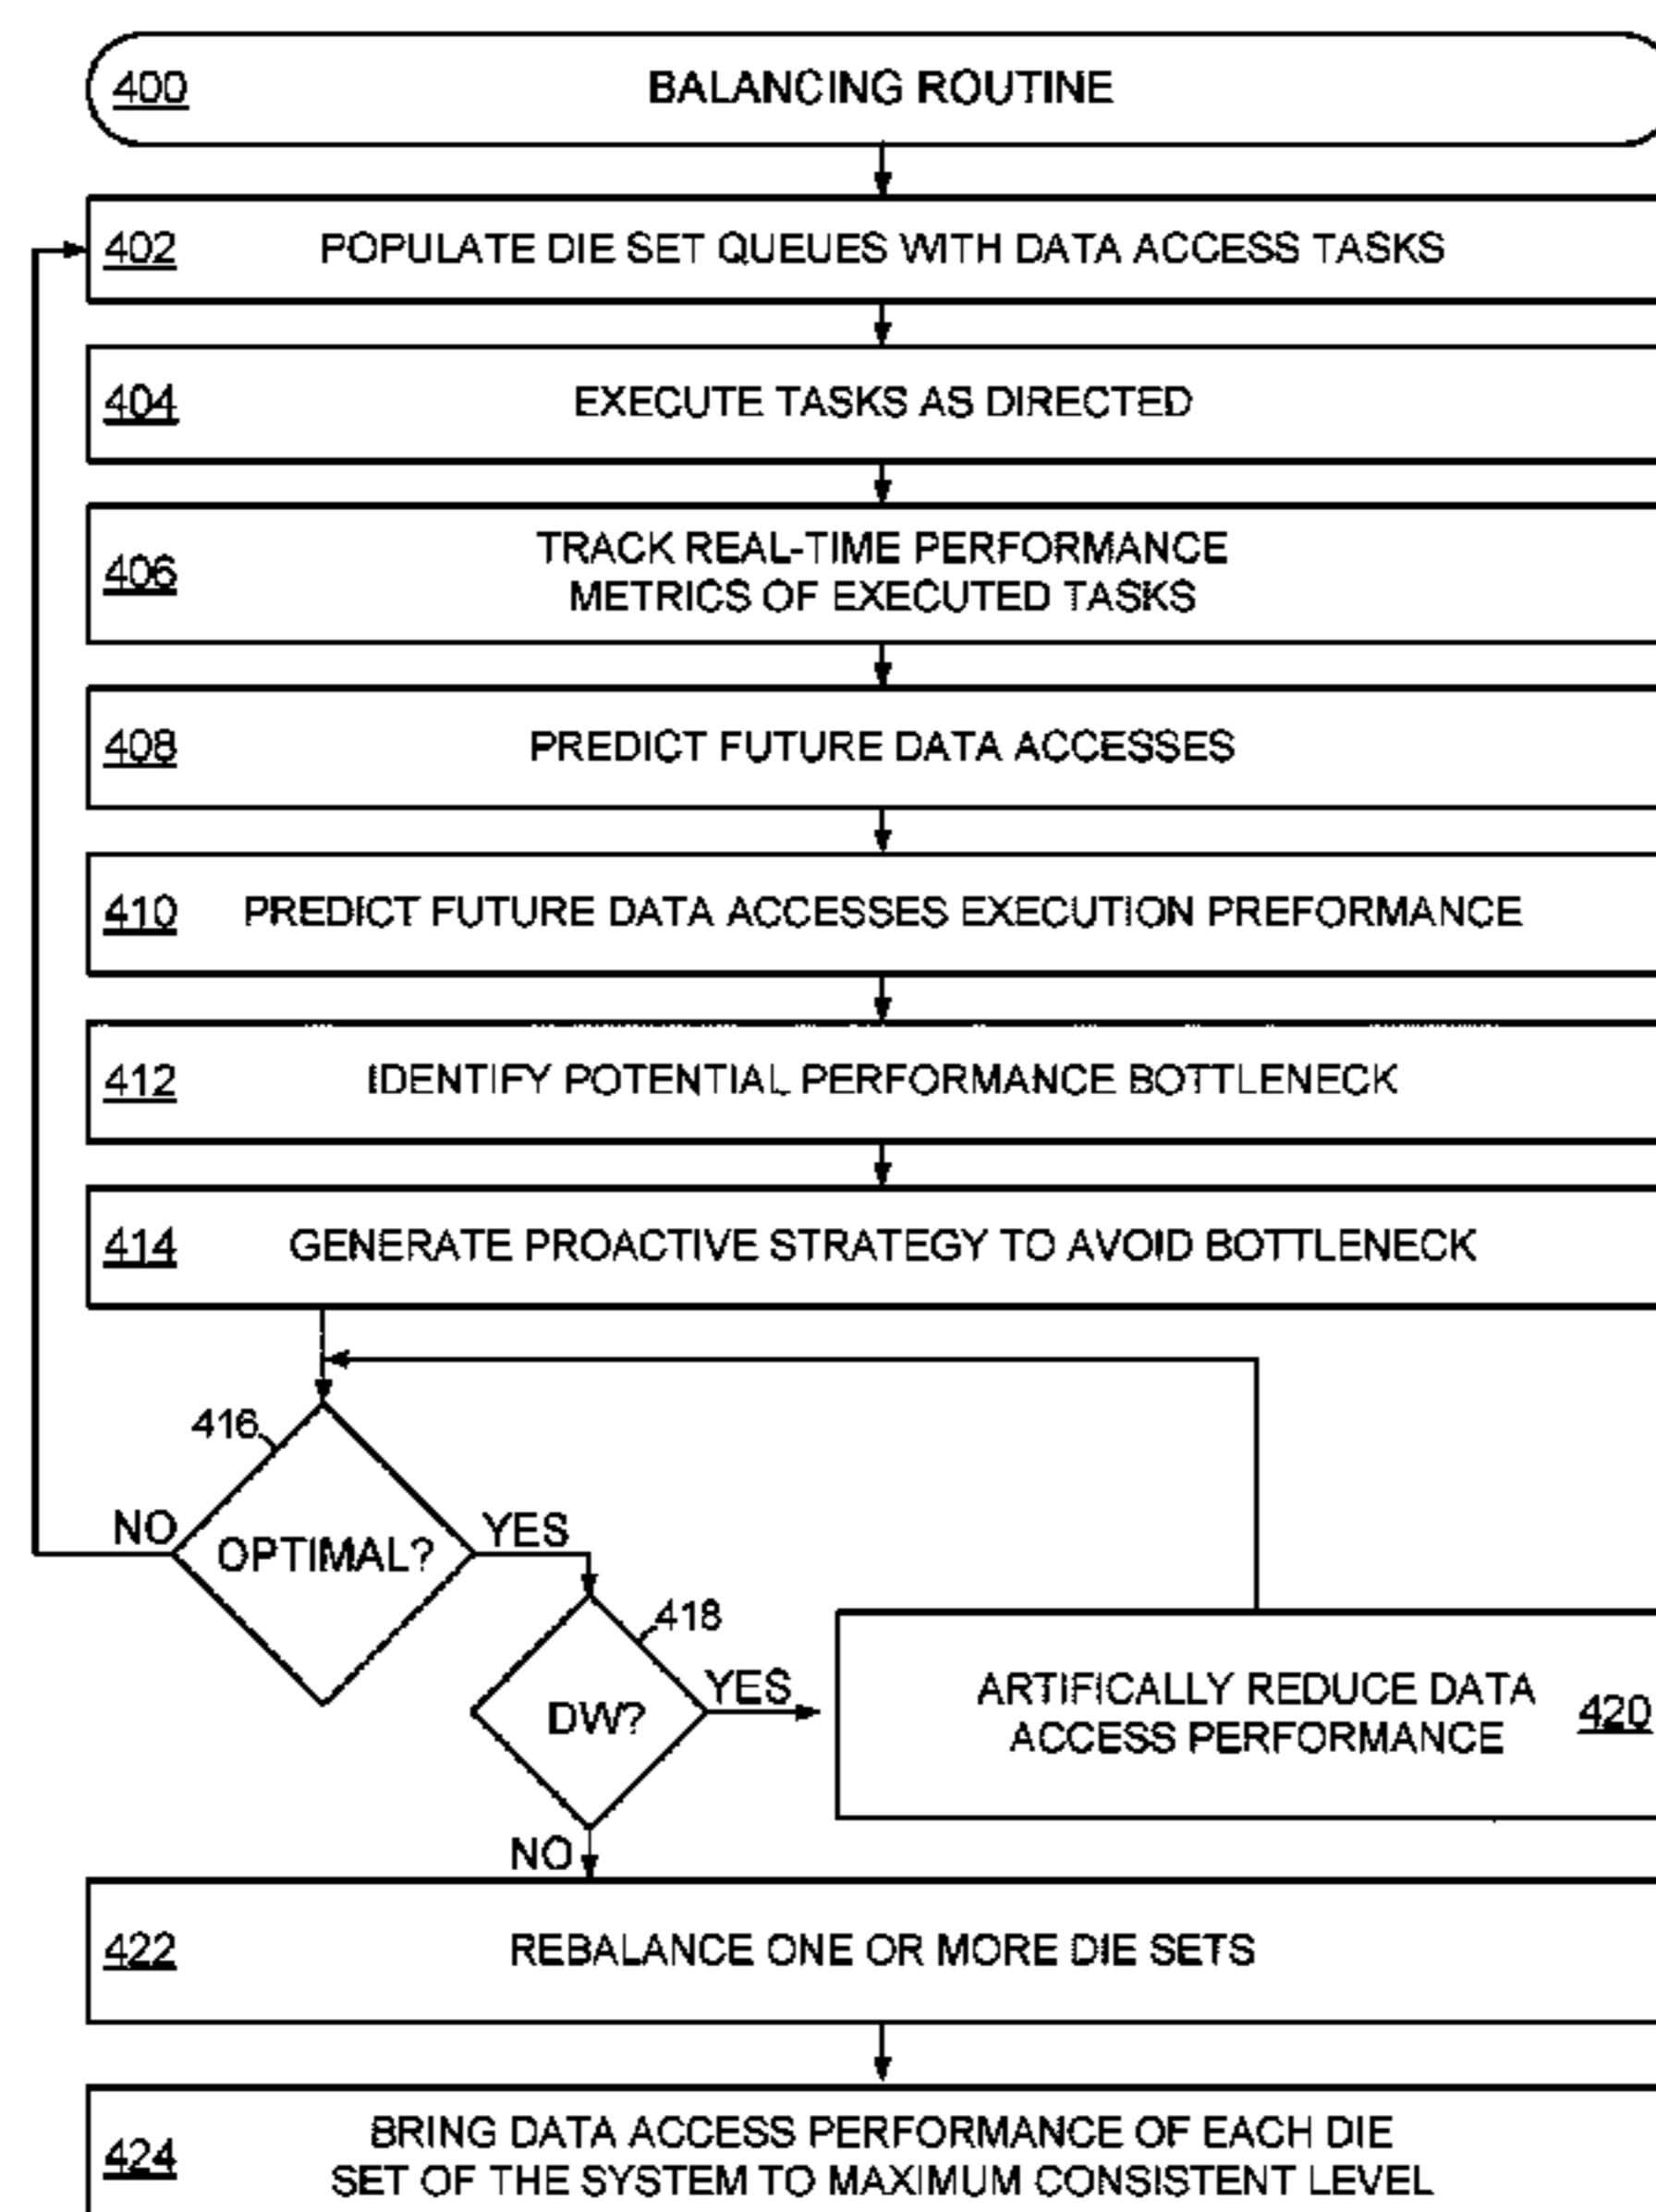 400 BALANCING ROUTINE
402 POPULATE DIE SET QUEUES WITH DATA ACCESS TASKS
404 EXECUTE TASKS AS DIRECTED
406 TRACK REAL-TIME PERFORMANCE
METRICS OF EXECUTED TASKS
408 PREDICT FUTURE DATA ACCESSES
410 PREDICT FUTURE DATA ACCESSES EXECUTION PREFORMANCE
412 IDENTIFY POTENTIAL PERFORMANCE BOTTLENECK
414 GENERATE PROACTIVE STRATEGY TO AVOID BOTTLENECK
416
NO OPTIMAL? YES
418
DW? YES
NO
ARTIFICALLY REDUCE DATA
ACCESS PERFORMANCE 420
422 REBALANCE ONE OR MORE DIE SETS
424 BRING DATA ACCESS PERFORMANCE OF EACH DIE
SET OF THE SYSTEM TO MAXIMUM CONSISTENT LEVEL